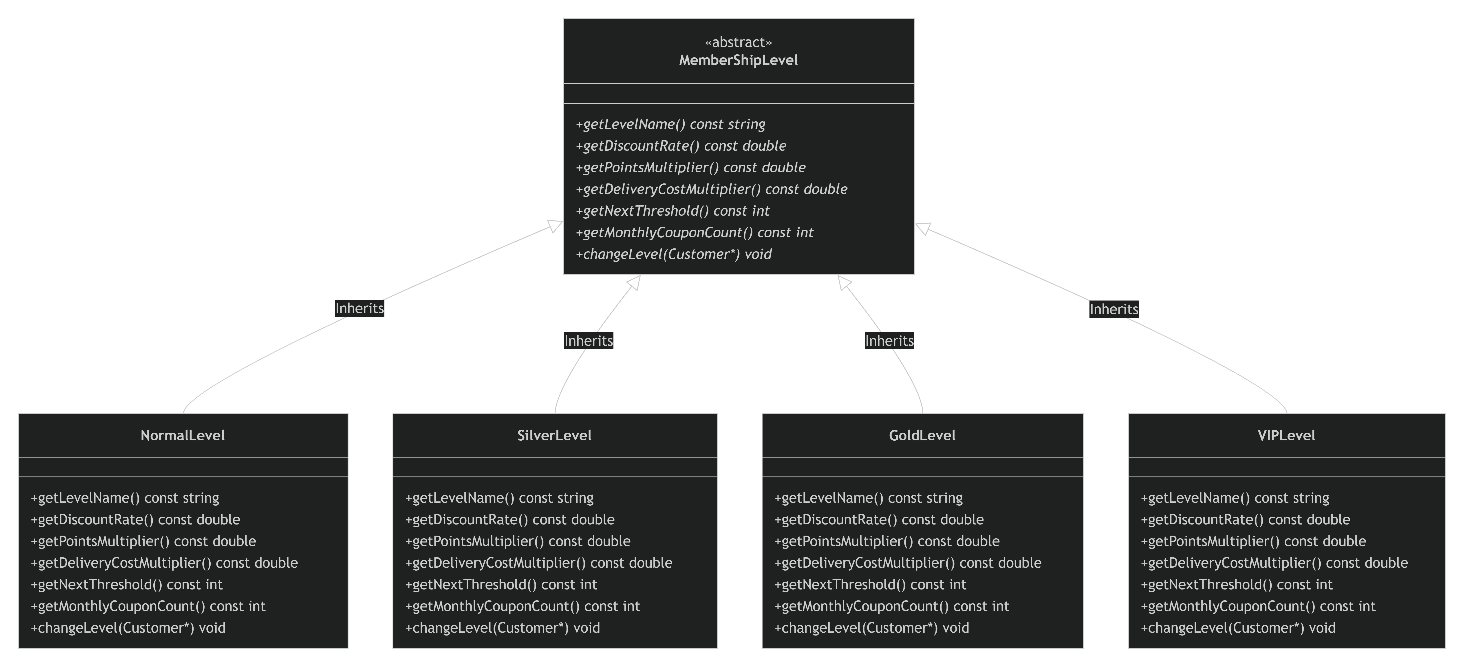 «abstract»
MemberShipLevel
+getLevelName() const string
+getDiscountRate() const double
+getPointsMultiplier() const double
+getDeliveryCostMultiplier() const double
+getNextThreshold() const int
+getMonthlyCouponCount() const int
+changeLevel(Customer*) void
Inherits
Inherits
Inherits
Inherits
NormalLevel
+getLevelName() const string
+getDiscountRate() const double
+getPointsMultiplier() const double
+getDeliveryCostMultiplier() const double
+getNextThreshold() const int
+getMonthlyCouponCount() const int
+changeLevel(Customer*) void
SilverLevel
+getLevelName() const string
+getDiscountRate() const double
+getPointsMultiplier() const double
+getDeliveryCostMultiplier() const double
+getNextThreshold() const int
+getMonthlyCouponCount() const int
+changeLevel(Customer*) void
GoldLevel
+getLevelName() const string
+getDiscountRate() const double
+getPointsMultiplier() const double
+getDeliveryCostMultiplier() const double
+getNextThreshold() const int
+getMonthlyCouponCount() const int
+changeLevel(Customer*) void
VIPLevel
+getLevelName() const string
+getDiscountRate() const double
+getPointsMultiplier() const double
+getDeliveryCostMultiplier() const double
+getNextThreshold() const int
+getMonthlyCouponCount() const int
+changeLevel(Customer*) void